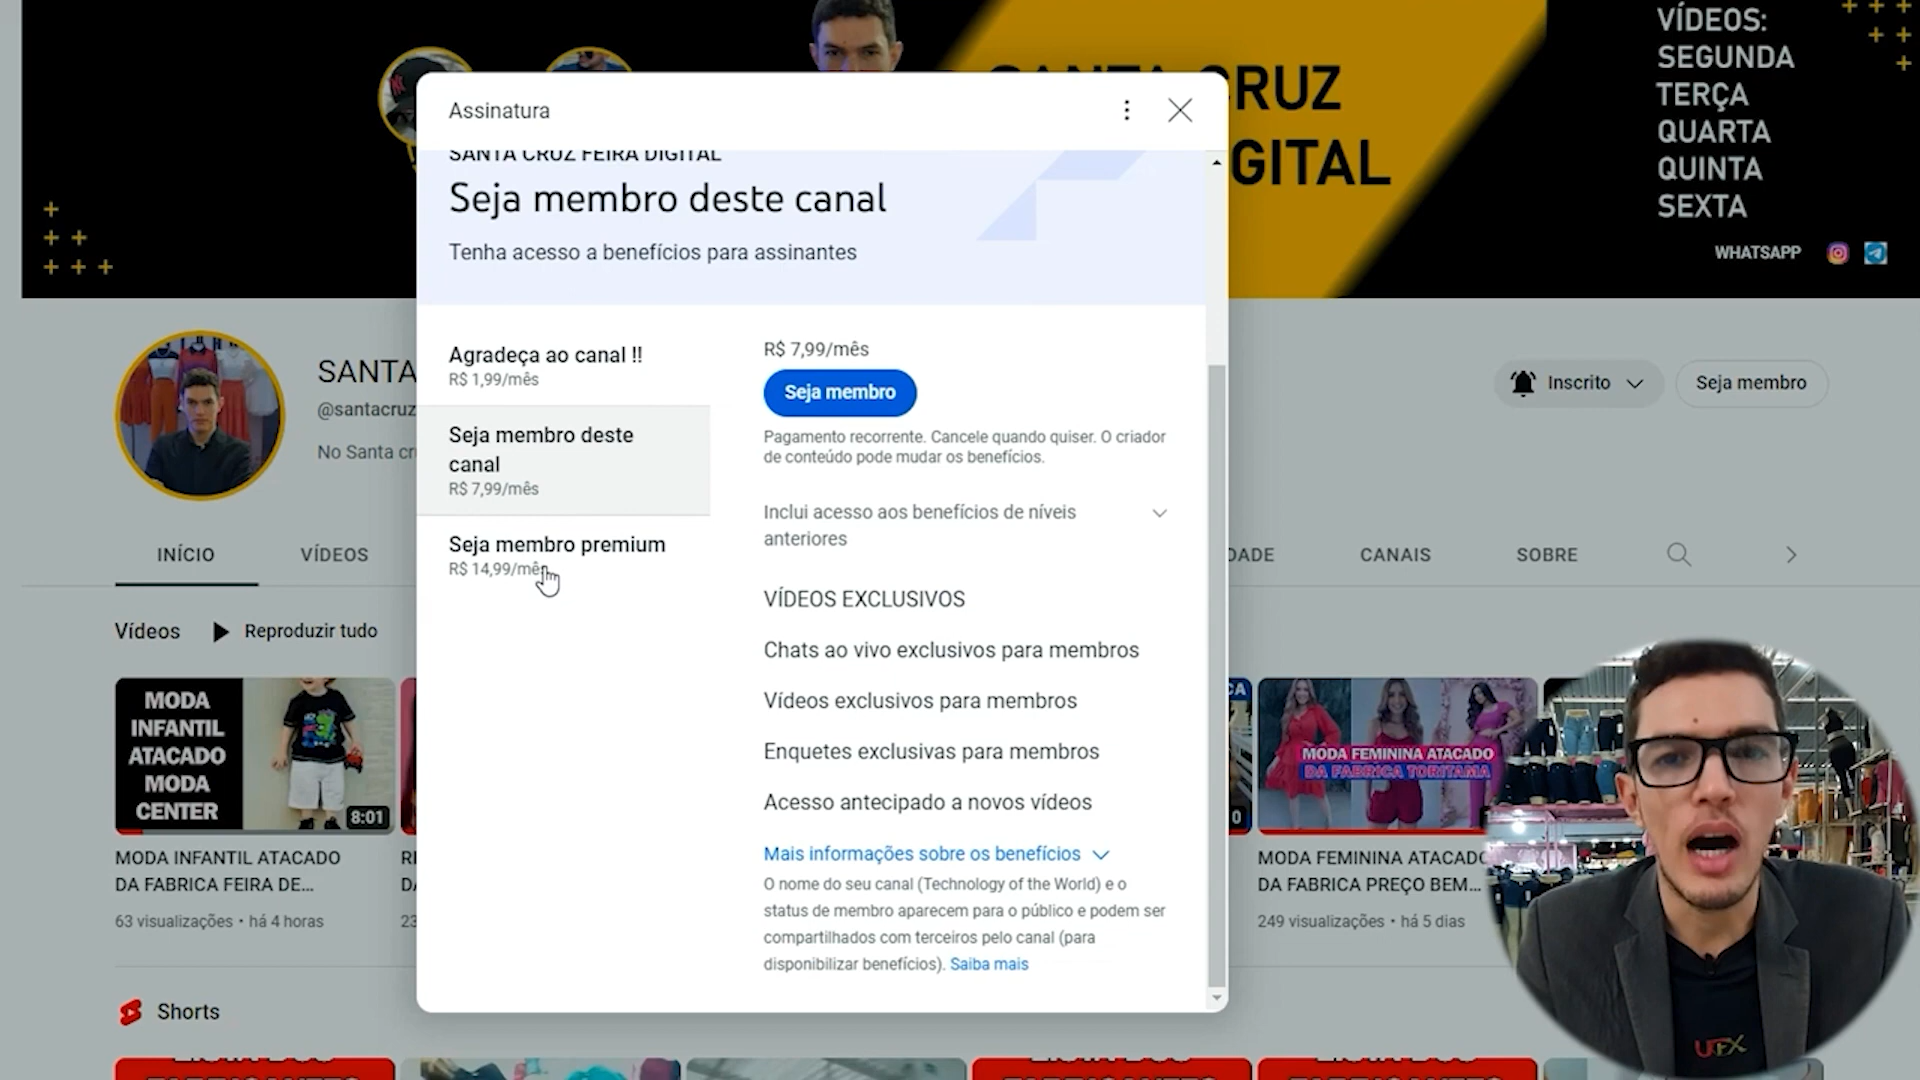 VÍDEOS:
SEGUNDA
TERÇA
QUARTA
QUINTA
SEXTA
WHATSAPP
SANTA CRUZ
GITAL
Assinatura
SANTA CRUZ FEIRA DIGITAL
Seja membro deste canal
Tenha acesso a benefícios para assinantes
Agradeça ao canal !!
R$ 1,99/mês
Seja membro deste
canal
R$ 7,99/mês
Seja membro premium
R$ 14,99/mês
R$ 7,99/mês
Seja membro
Pagamento recorrente. Cancele quando quiser. O criador
de conteúdo pode mudar os benefícios.
Inclui acesso aos benefícios de níveis
anteriores
VÍDEOS EXCLUSIVOS
Chats ao vivo exclusivos para membros
Vídeos exclusivos para membros
Enquetes exclusivas para membros
Acesso antecipado a novos vídeos
Mais informações sobre os benefícios
O nome do seu canal (Technology of the World) e o
status de membro aparecem para o público e podem ser
compartilhados com terceiros pelo canal (para
disponibilizar benefícios). Saiba mais
SANTA
@santacruz
No Santa cr
Inscrito
Seja membro
INÍCIO
VÍDEOS
DADE
CANAIS
SOBRE
Vídeos
Reproduzir tudo
MODA
INFANTIL
ATACADO
MODA
CENTER
8:01
MODA INFANTIL ATACADO
DA FABRICA FEIRA DE...
63 visualizações • há 4 horas
23
MODA FEMININA ATACADO
DA FABRICA TORITAMA
MODA FEMININA ATACADO
DA FABRICA PREÇO BEM...
249 visualizações • há 5 dias
Shorts